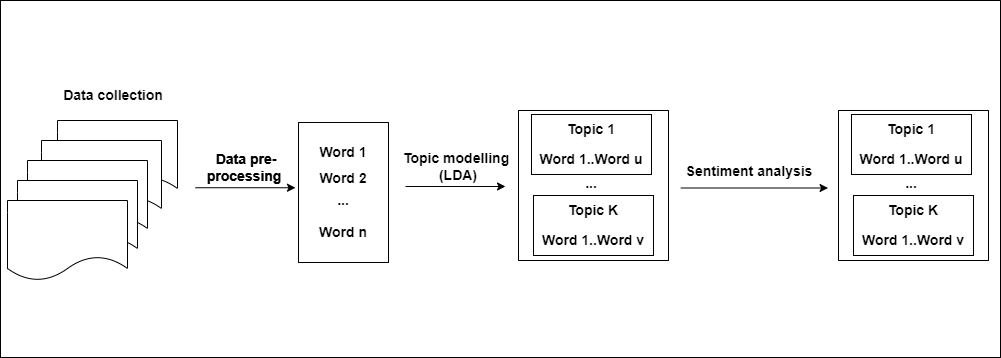 Data collection
Data pre-
processing
Word 1
Word 2
...
Word n
Topic modelling
(LDA)
Topic 1
Word 1..Word u
...
Topic K
Word 1..Word v
Sentiment analysis
Topic 1
Word 1..Word u
...
Topic K
Word 1..Word v